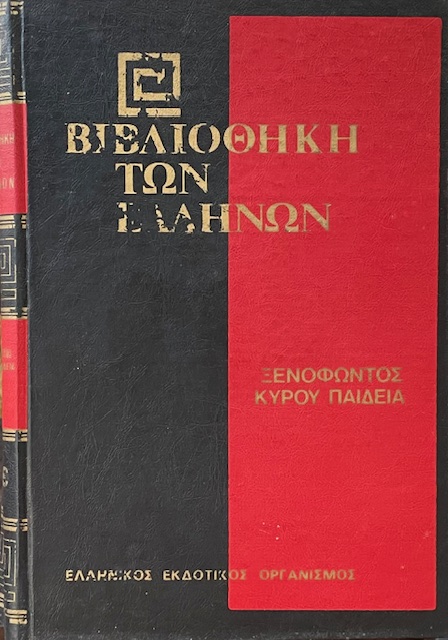 ΒΙΒΛΙΟΘΗΚΗ
ΤΩΝ
ΕΛΛΗΝΩΝ
ΞΕΝΟΦΩΝΤΟΣ
ΚΥΡΟΥ ΠΑΙΔΕΙΑ
ΕΛΛΗΝΙΚΟΣ ΕΚΔΟΤΙΚΟΣ ΟΡΓΑΝΙΣΜΟΣ